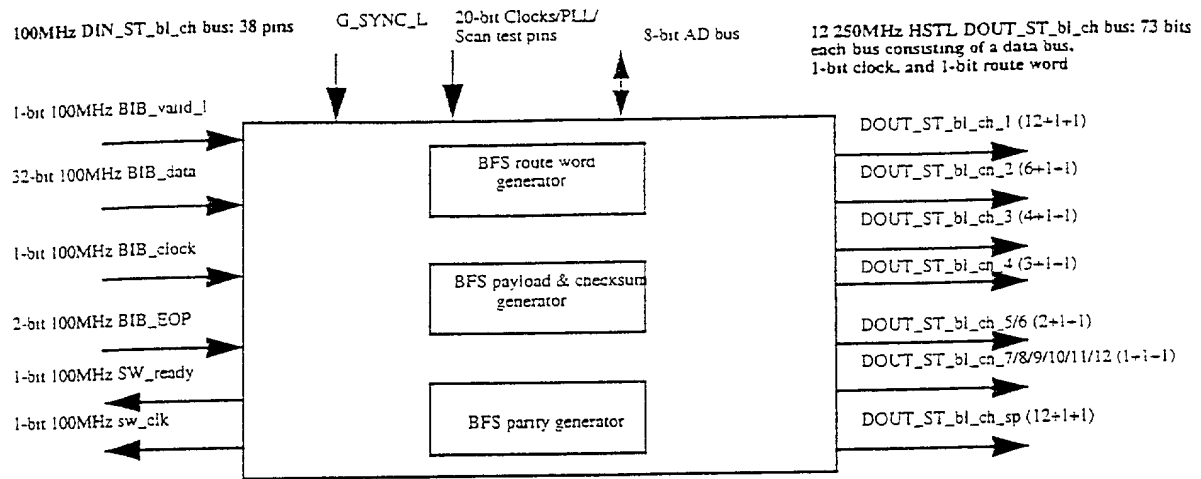 100MHz DIN_ST_bl_ch bus: 38 pins
G_SYNC_L
20-bit Clocks/PLL/
Scan test pins
8-bit AD bus
12 250MHz HSTL DOUT_ST_bl_ch bus: 73 bits
each bus consisting of a data bus,
1-bit clock, and 1-bit route word
1-bit 100MHz BIB_valid_l
32-bit 100MHz BIB_data
1-bit 100MHz BIB_clock
2-bit 100MHz BIB_EOP
1-bit 100MHz SW_ready
1-bit 100MHz sw_clk
BFS route word
generator
BFS payload & checksum
generator
BFS parity generator
DOUT_ST_bl_ch_1 (12+1+1)
DOUT_ST_bl_ch_2 (6+1+1)
DOUT_ST_bl_ch_3 (4+1+1)
DOUT_ST_bl_ch_4 (3+1+1)
DOUT_ST_bl_ch_5/6 (2+1+1)
DOUT_ST_bl_ch_7/8/9/10/11/12 (1+1+1)
DOUT_ST_bl_ch_sp (12+1+1)